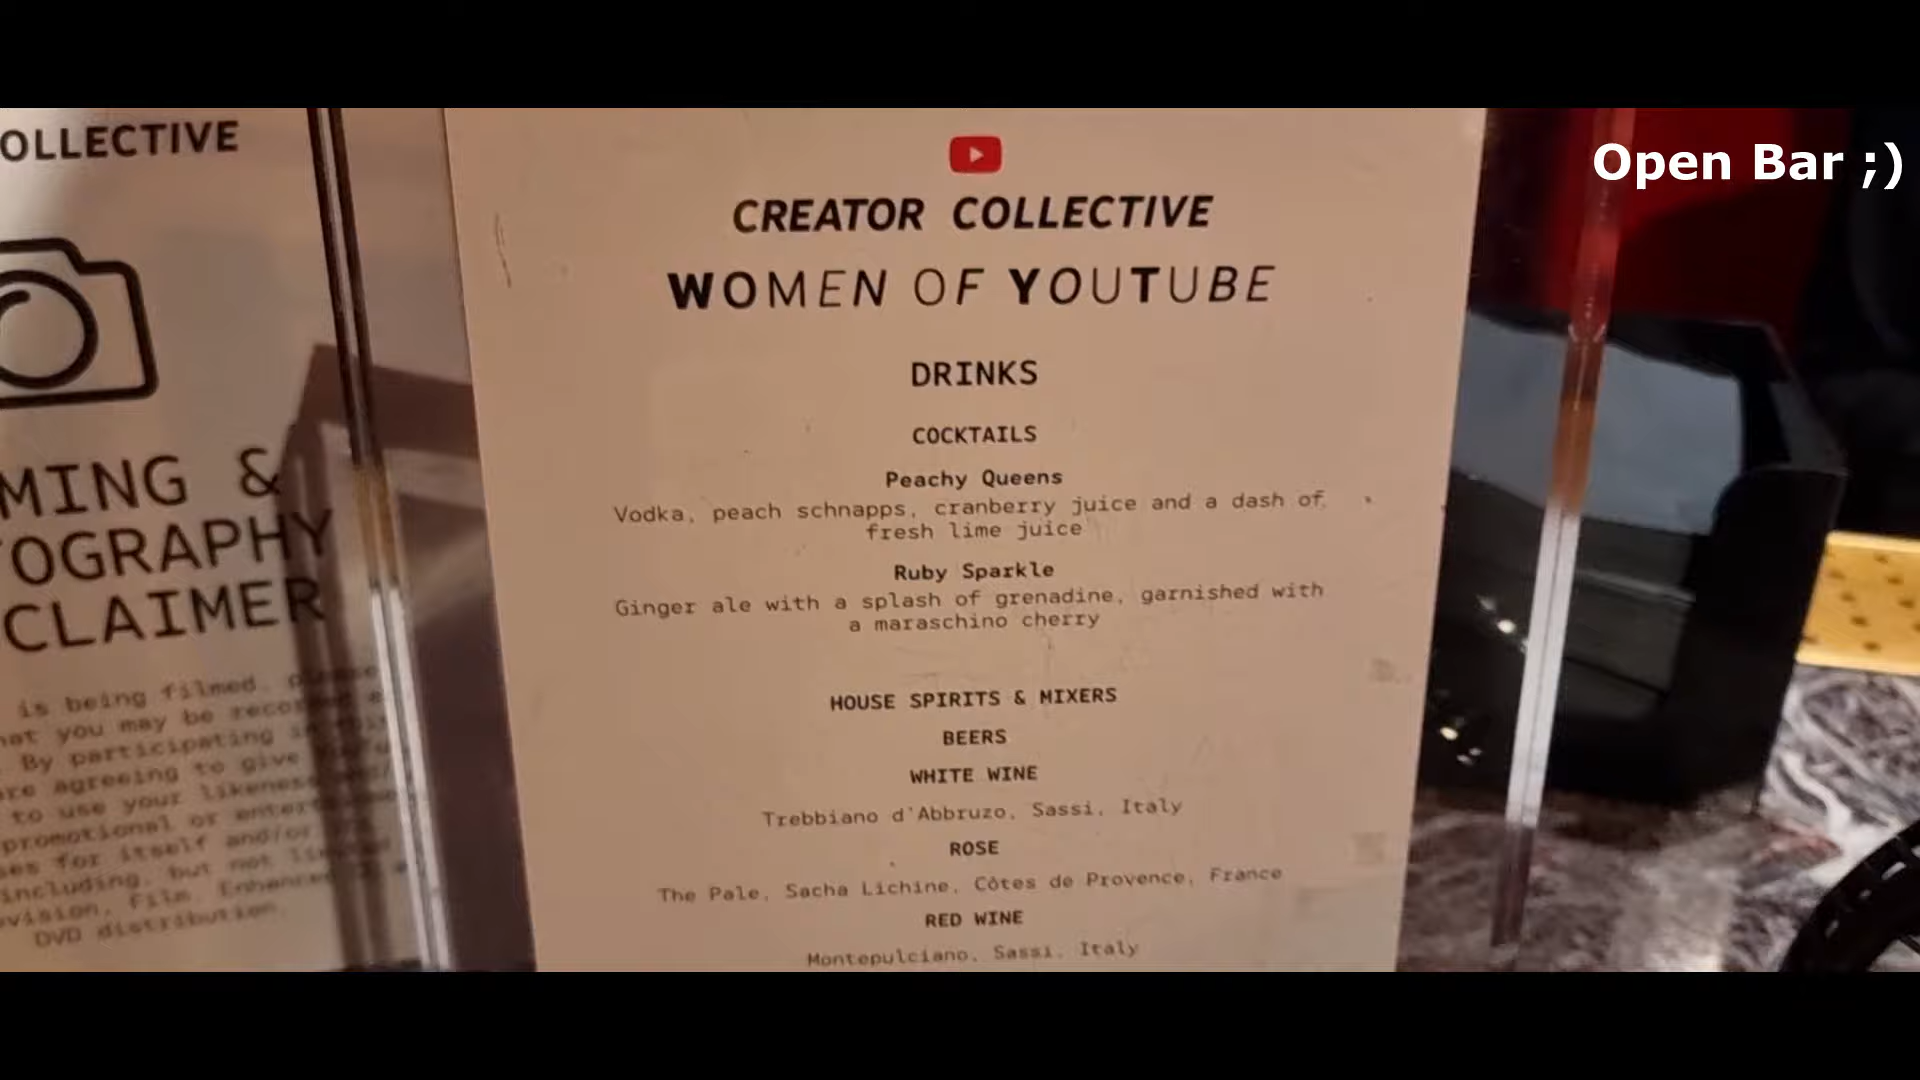 OLLECTIVE
MING &
OGRAPHY
CLAIMER
is being filmed.
you may be
By participating
agreeing to give
to use your likeness
promotional or
for itself and/or
including, but not
Film.
DVD distribution.
CREATOR COLLECTIVE
WOMEN OF YOUTUBE
DRINKS
COCKTAILS
Peachy Queens
Vodka, peach schnapps, cranberry juice and a dash of
fresh lime juice
Ruby Sparkle
Ginger ale with a splash of grenadine, garnished with
a maraschino cherry
HOUSE SPIRITS & MIXERS
BEERS
WHITE WINE
Trebbiano d'Abbruzo, Sassi, Italy
ROSE
The Pale, Sacha Lichine, Côtes de Provence, France
RED WINE
Montepulciano, Sassi, Italy
Open Bar ;)